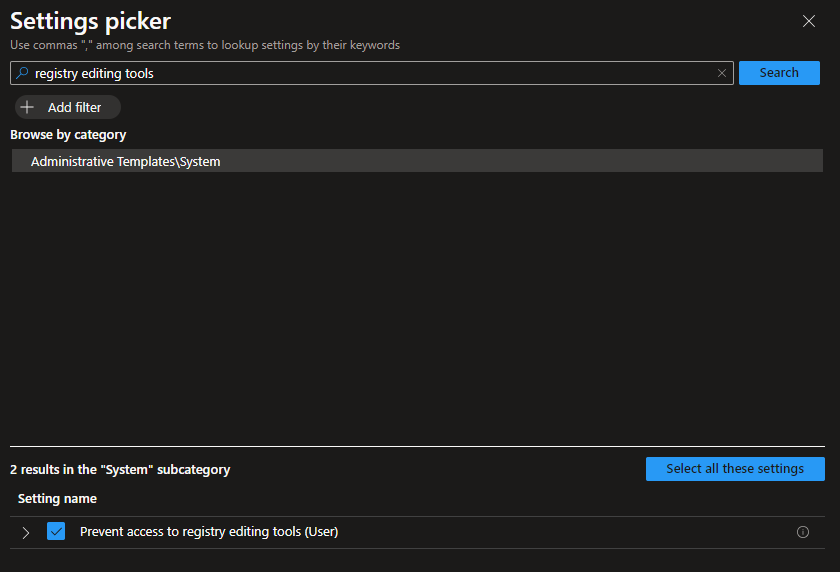 Settings picker
Use commas "," among search terms to lookup settings by their keywords
registry editing tools
Search
Add filter
Browse by category
Administrative Templates\System
2 results in the "System" subcategory
Select all these settings
Setting name
Prevent access to registry editing tools (User)